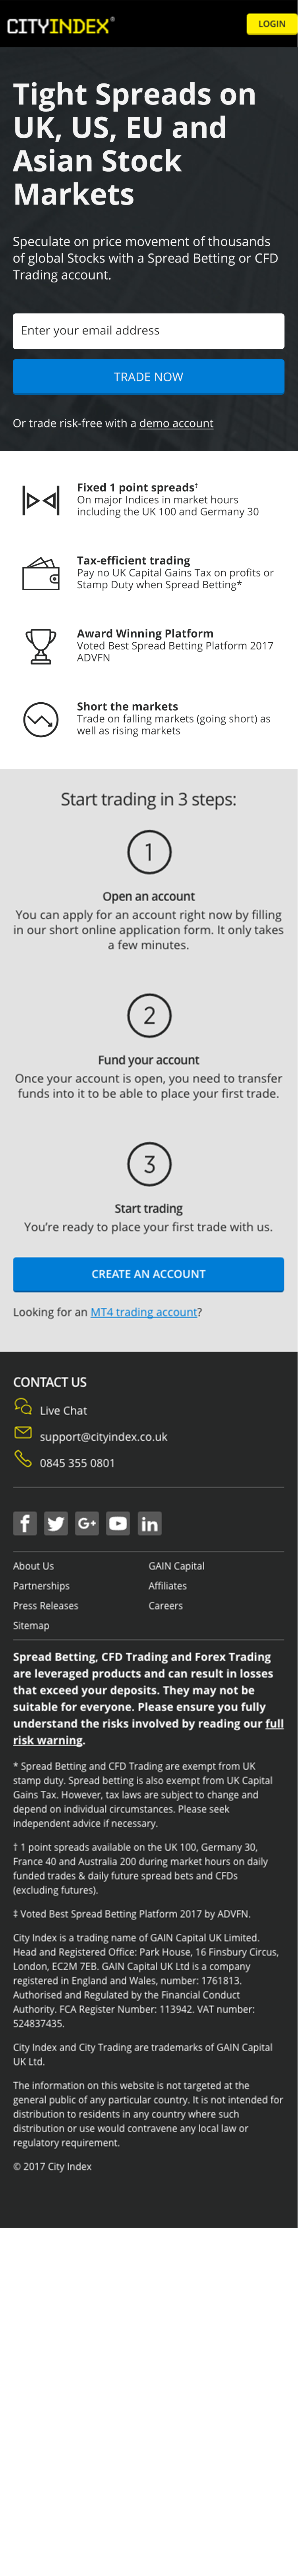 CITYINDEX®
LOGIN
Tight Spreads on
UK, US, EU and
Asian Stock
Markets
Speculate on price movement of thousands
of global Stocks with a Spread Betting or CFD
Trading account.
Enter your email address
TRADE NOW
Or trade risk-free with a demo account
Fixed 1 point spreads†
On major Indices in market hours
including the UK 100 and Germany 30
Tax-efficient trading
Pay no UK Capital Gains Tax on profits or
Stamp Duty when Spread Betting*
Award Winning Platform
Voted Best Spread Betting Platform 2017
ADVFN
Short the markets
Trade on falling markets (going short) as
well as rising markets
Start trading in 3 steps:
1
Open an account
You can apply for an account right now by filling
in our short online application form. It only takes
a few minutes.
2
Fund your account
Once your account is open, you need to transfer
funds into it to be able to place your first trade.
3
Start trading
You're ready to place your first trade with us.
CREATE AN ACCOUNT
Looking for an MT4 trading account?
CONTACT US
Live Chat
support@cityindex.co.uk
0845 355 0801
About Us
GAIN Capital
Partnerships
Affiliates
Press Releases
Careers
Sitemap
Spread Betting, CFD Trading and Forex Trading
are leveraged products and can result in losses
that exceed your deposits. They may not be
suitable for everyone. Please ensure you fully
understand the risks involved by reading our full
risk warning.
* Spread Betting and CFD Trading are exempt from UK
stamp duty. Spread betting is also exempt from UK Capital
Gains Tax. However, tax laws are subject to change and
depend on individual circumstances. Please seek
independent advice if necessary.
† 1 point spreads available on the UK 100, Germany 30,
France 40 and Australia 200 during market hours on daily
funded trades & daily future spread bets and CFDs
(excluding futures).
‡ Voted Best Spread Betting Platform 2017 by ADVFN.
City Index is a trading name of GAIN Capital UK Limited.
Head and Registered Office: Park House, 16 Finsbury Circus,
London, EC2M 7EB. GAIN Capital UK Ltd is a company
registered in England and Wales, number: 1761813.
Authorised and Regulated by the Financial Conduct
Authority. FCA Register Number: 113942. VAT number:
524837435.
City Index and City Trading are trademarks of GAIN Capital
UK Ltd.
The information on this website is not targeted at the
general public of any particular country. It is not intended for
distribution to residents in any country where such
distribution or use would contravene any local law or
regulatory requirement.
© 2017 City Index